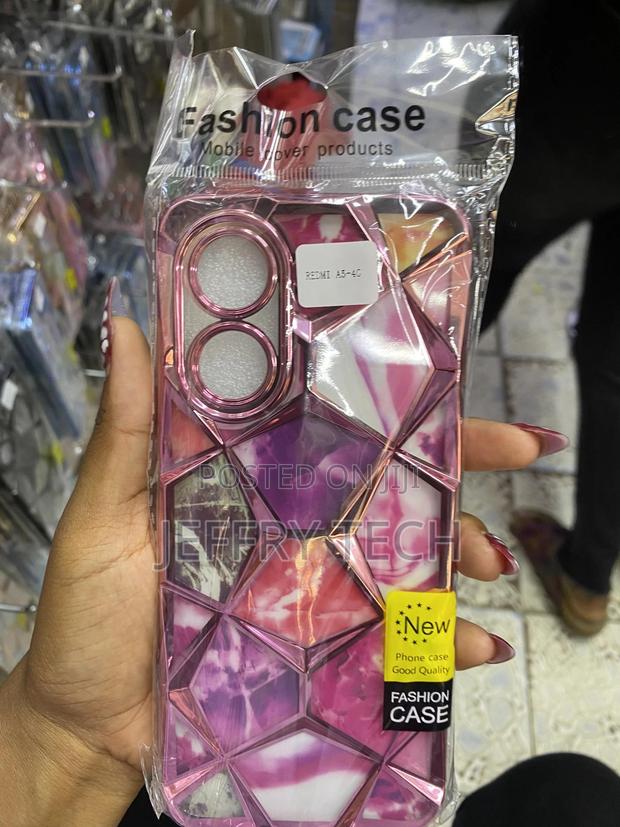 Fashion case
Mobile cover products
REDMI A5-4G
POSTED ON JIJI
JEFFRY TECH
New
Phone case
Good Quality
FASHION
CASE